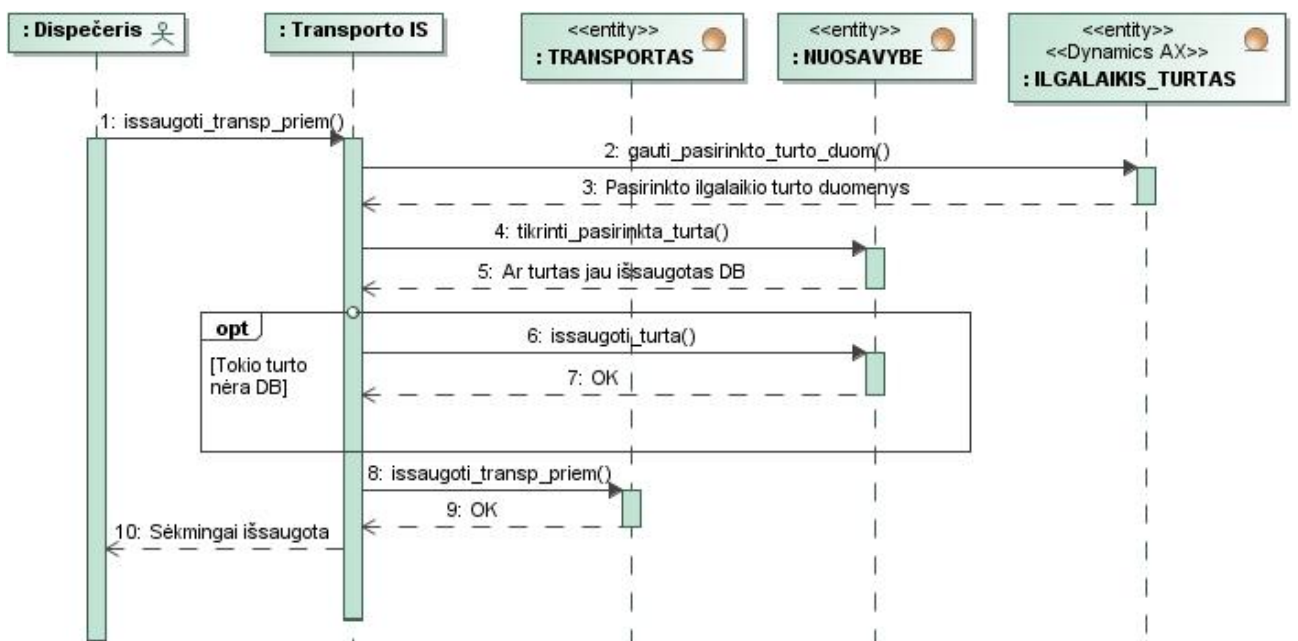 : Dispečeris
: Transporto IS
<<entity>>
: TRANSPORTAS
<<entity>>
: NUOSAVYBE
<<entity>>
<<Dynamics AX>>
: ILGALAIKIS_TURTAS
1: issaugoti_transp_priem()
2: gauti_pasirinkto_turto_duom()
3: Pasirinkto ilgalaikio turto duomenys
4: tikrinti_pasirinkta_turta()
5: Ar turtas jau išsaugotas DB
opt
6: issaugoti_turta()
[Tokio turto
nėra DB]
7: OK
8: issaugoti_transp_priem()
9: OK
10: Sėkmingai išsaugota